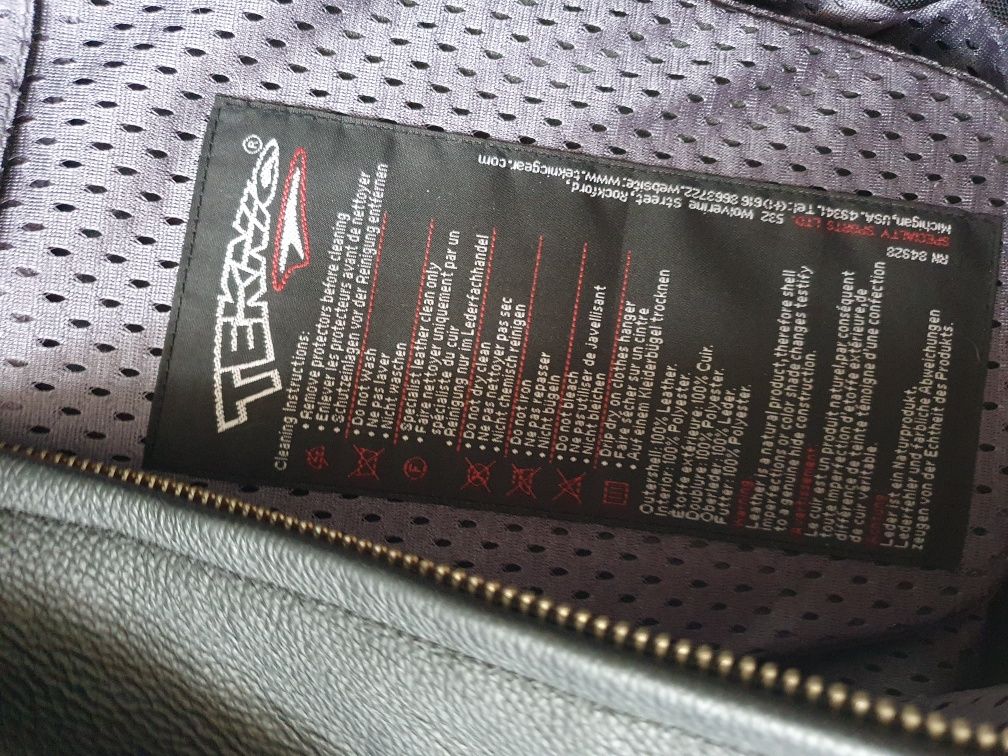 TEKNIC®
Cleaning Instructions:
• Remove protectors before cleaning
• Enlever les protecteurs avant de nettoyer
• Schutzeinlagen vor der Reinigung entfernen
• Do not wash
• Ne pas laver
• Nicht waschen
• Specialist leather clean only
• Faire nettoyer uniquement par un
spécialiste du cuir
• Reinigung nur im Lederfachhandel
• Do not dry clean
• Ne pas nettoyer pas sec
• Nicht chemisch reinigen
• Do not iron
• Ne pas repasser
• Nicht bügeln
• Do not bleach
• Ne pas utiliser de javellisant
• Nicht bleichen
• Drip dry on clothes hanger
• Faire sécher sur un cintre
• Auf einem Kleiderbügel trocknen
Outershell: 100% Leather.
Interior: 100% Polyester
Etoffe extérieure: 100% Cuir.
Doublure: 100% Polyester.
Oberleder: 100% Leder.
Futter: 100% Polyester.
Warning.
Leather is a natural product, therefore shell
imperfections or color shade changes testify
to genuine hide construction.
Avertissement
Le cuir est un produit naturel, par conséquent
toute imperfection d'étoffe extérieure, de
différence de teinte témoigne d'une confection
de cuir véritable.
Achtung
Leder ist ein Naturprodukt.
Lederfehler und farbliche Abweichungen
zeugen von der Echtheit des Produkts.
RN 84928
SPECIALTY SPORTS LTD. 532 Wolverine Street, Rockford,
Michigan, USA. 49341. Tel: (+1) 616 8663722. website: www.teknicgear.com